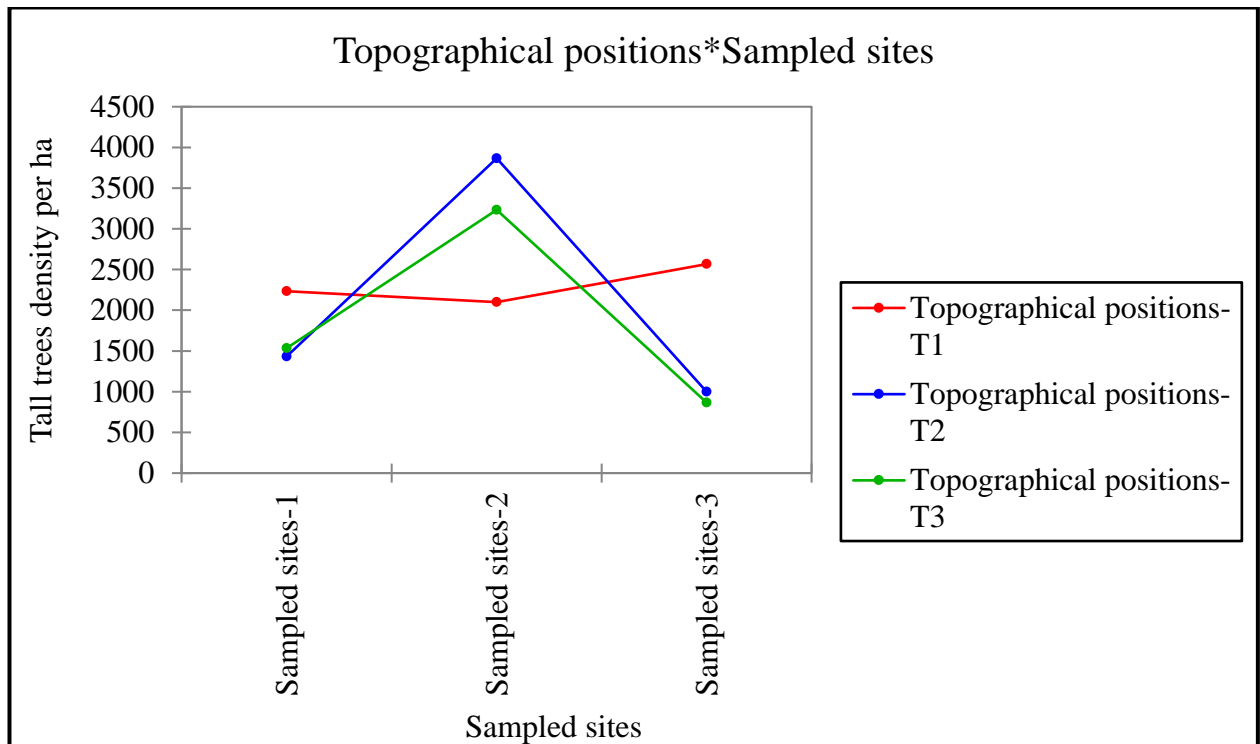 Topographical positions*Sampled sites
4500
4000
3500
3000
2500
2000
1500
1000
500
0
Tall trees density per ha
Sampled sites-1
Sampled sites-2
Sampled sites-3
Sampled sites
Topographical positions-
T1
Topographical positions-
T2
Topographical positions-
T3